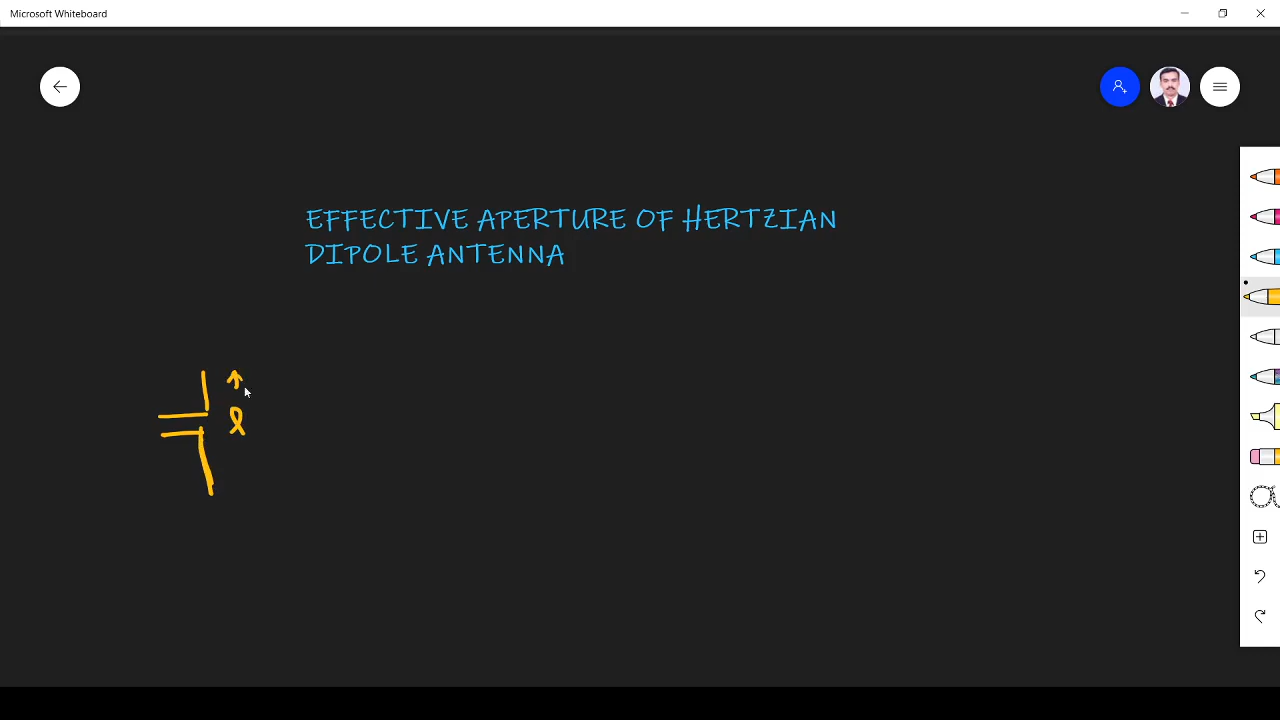 Microsoft Whiteboard
EFFECTIVE APERTURE OF HERTZIAN
DIPOLE ANTENNA
l